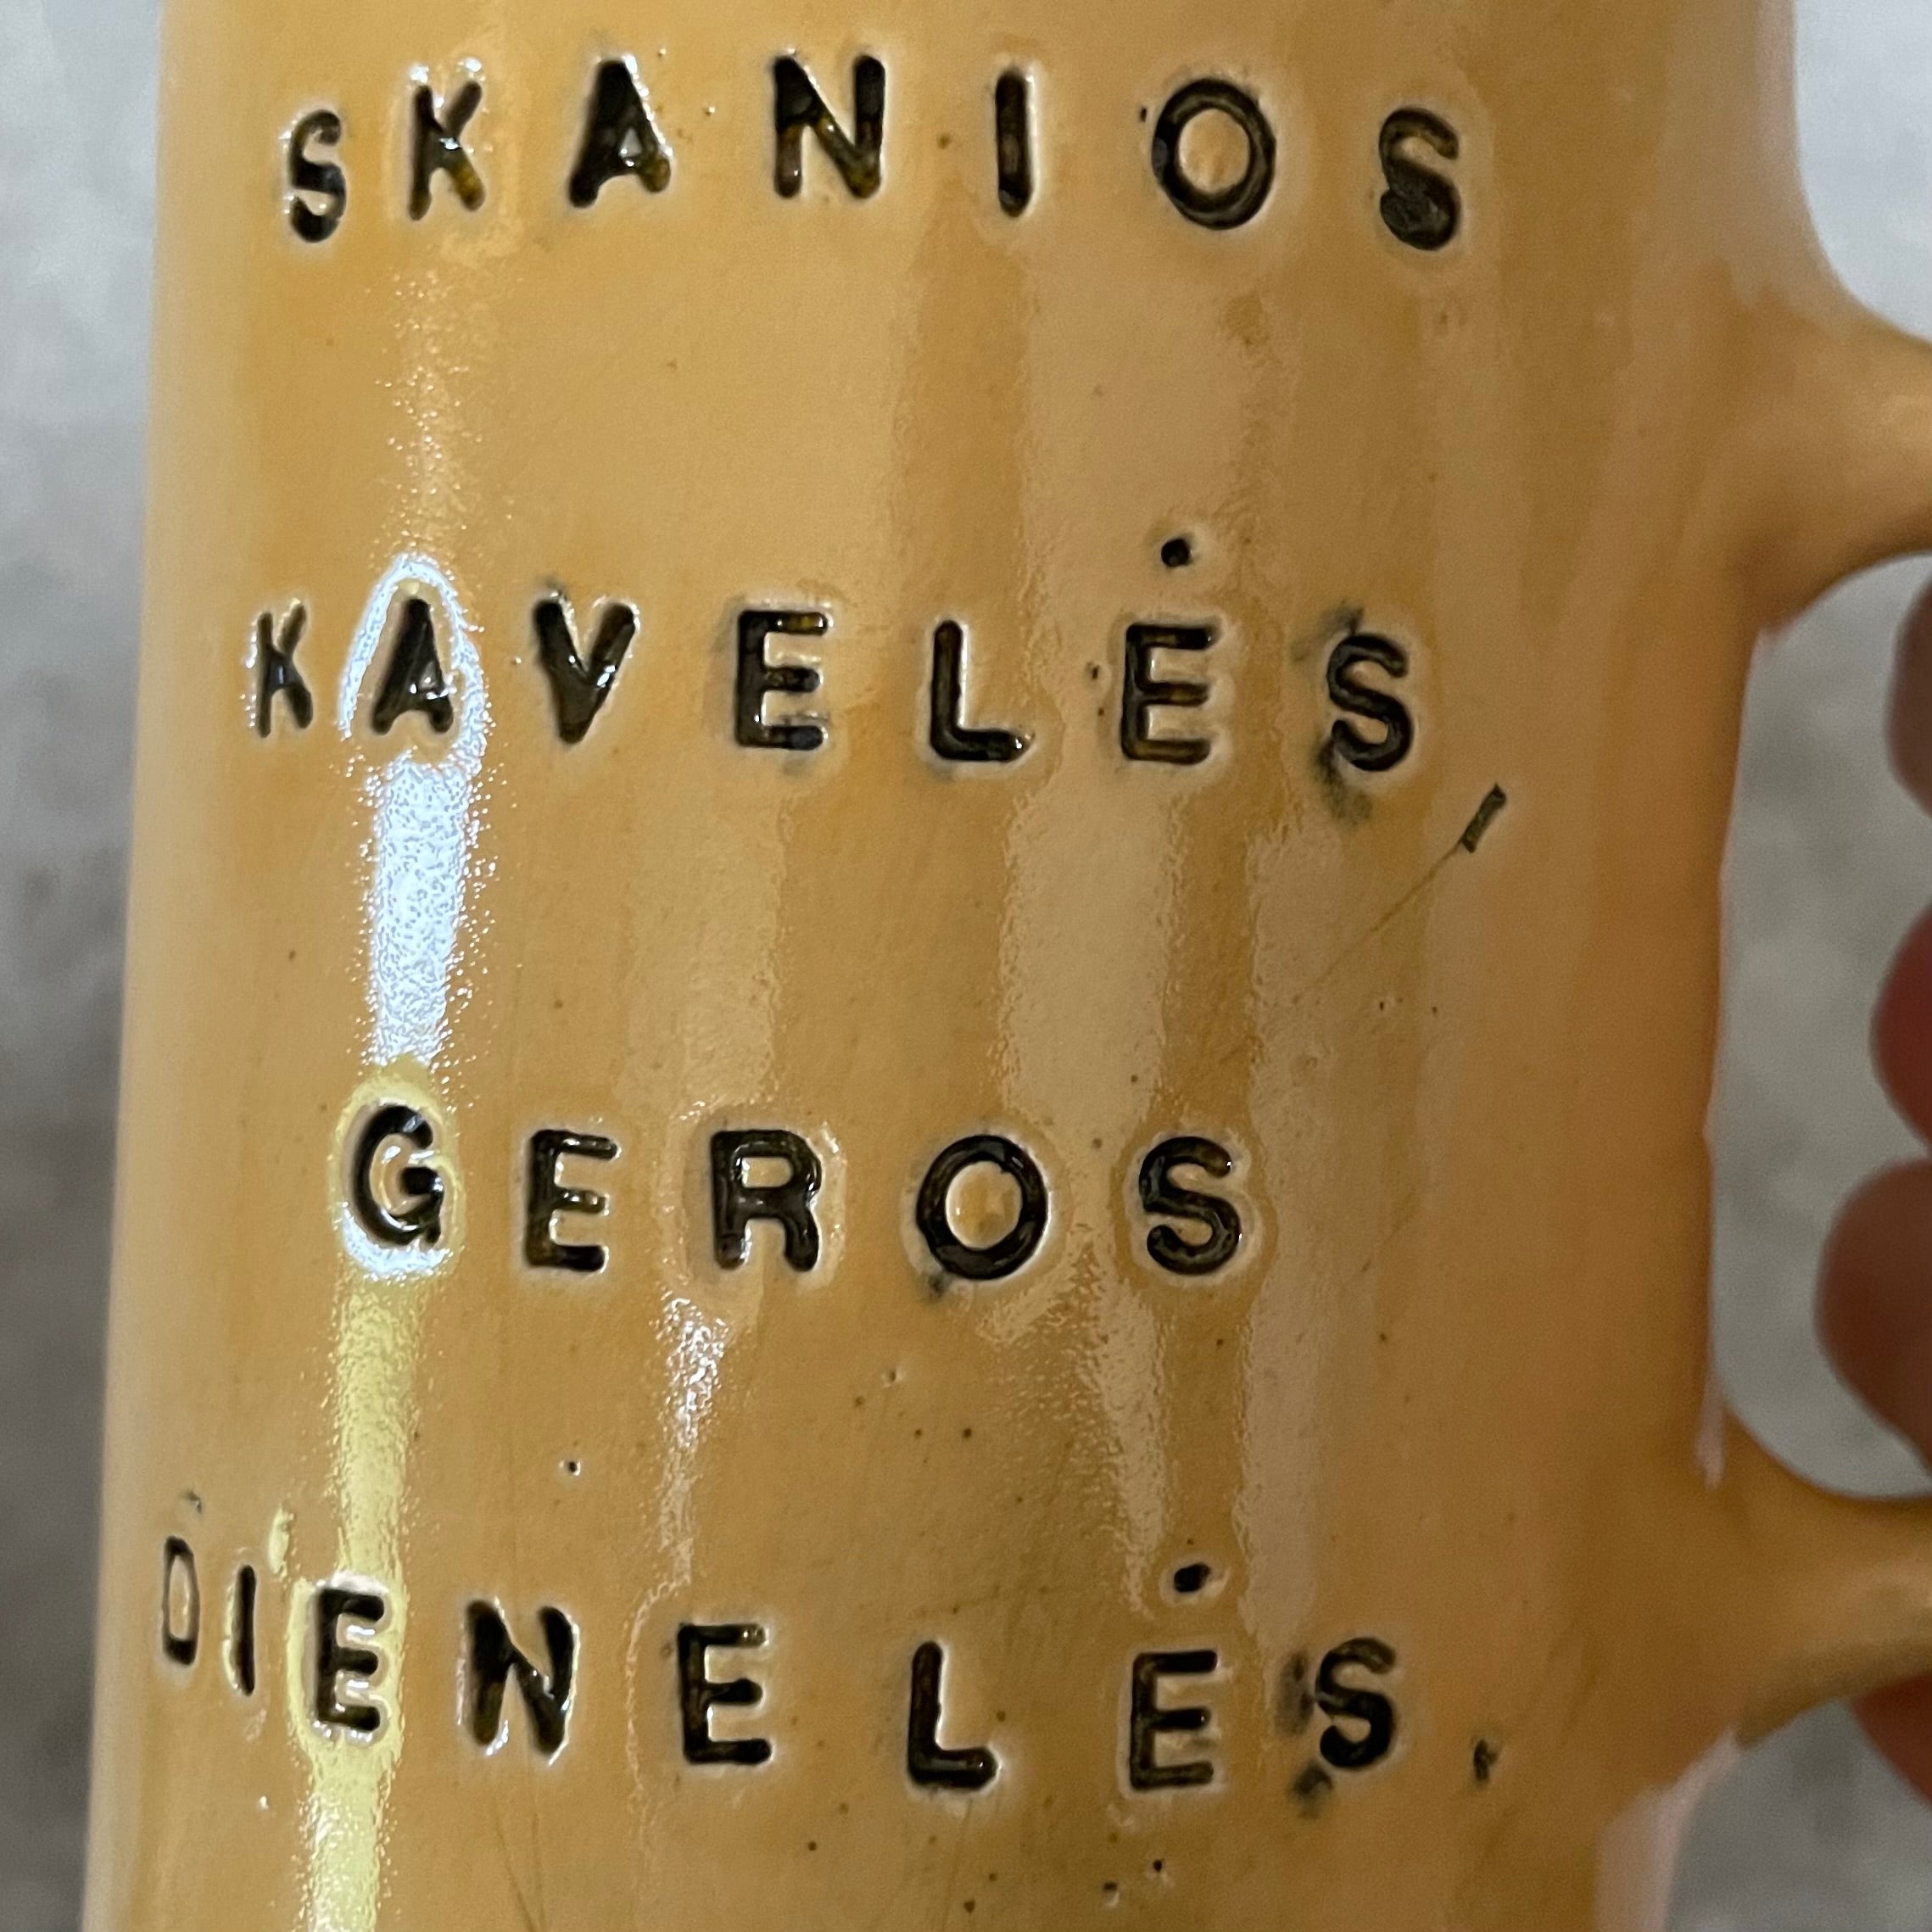 SKANIOS
KAVELĖS,
GEROS
DIENELĖS.